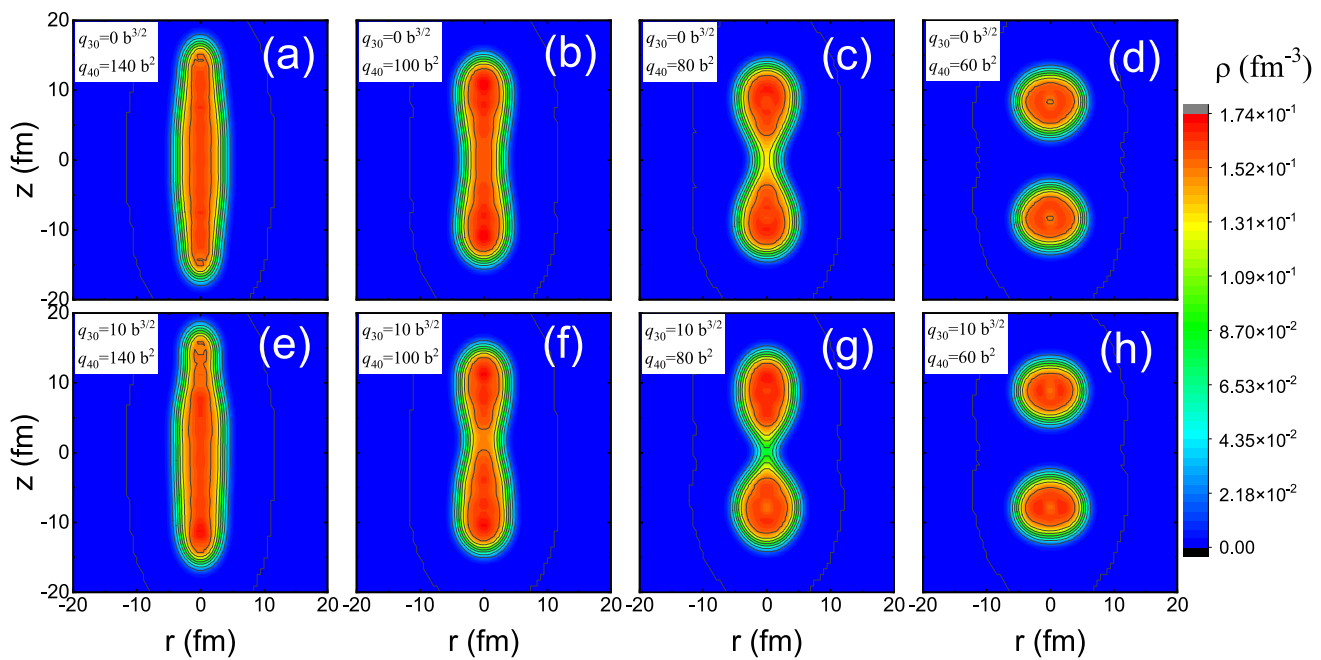 q30=0 b3/2
q40=140 b2
(a)
q30=0 b3/2
q40=100 b2
(b)
q30=0 b3/2
q40=80 b2
(c)
q30=0 b3/2
q40=60 b2
(d)
ρ (fm-3)
20
10
0
-10
-20
z (fm)
1.74×10-1
1.52×10-1
1.31×10-1
1.09×10-1
8.70×10-2
6.53×10-2
4.35×10-2
2.18×10-2
0.00
q30=10 b3/2
q40=140 b2
(e)
q30=10 b3/2
q40=100 b2
(f)
q30=10 b3/2
q40=80 b2
(g)
q30=10 b3/2
q40=60 b2
(h)
20
10
0
-10
-20
z (fm)
-20 -10 0 10 20
-20 -10 0 10 20
-20 -10 0 10 20
-20 -10 0 10 20
r (fm) r (fm) r (fm) r (fm)